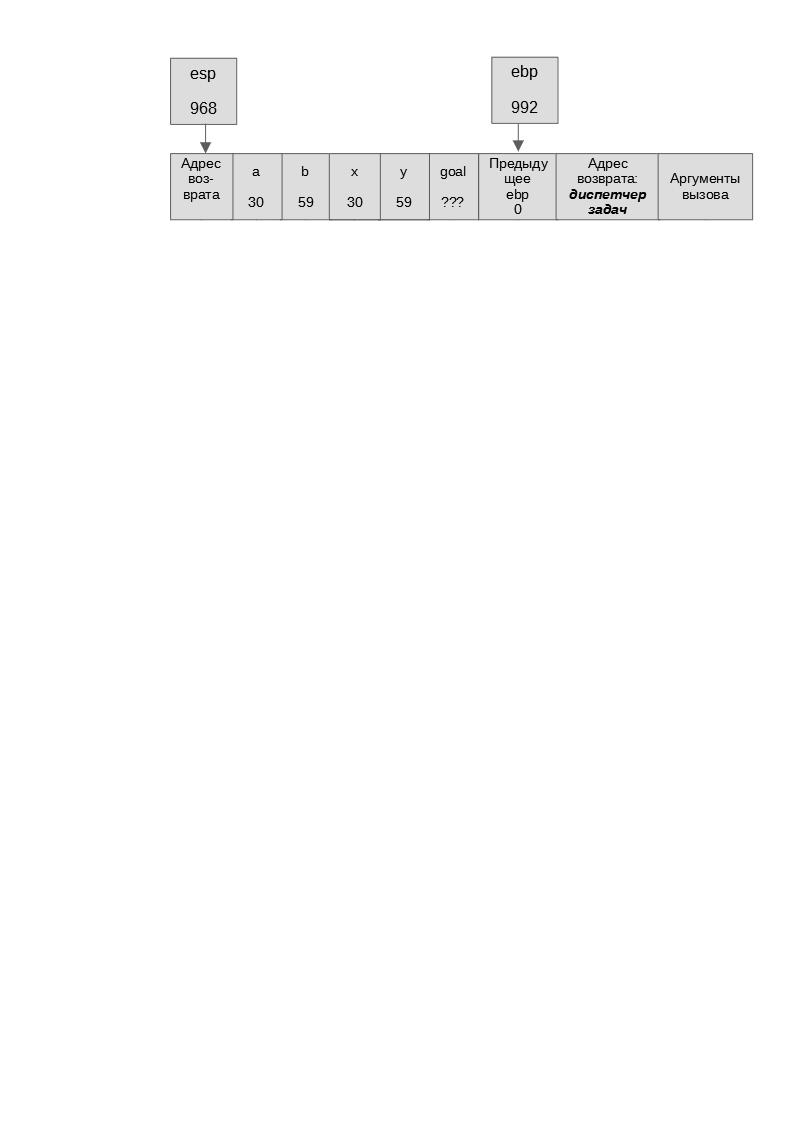 esp
968
ebp
992
Адрес
воз-
врата
a
30
b
59
x
30
y
59
goal
???
Предыду
щее
ebp
0
Адрес
возврата:
диспетчер
задач
Аргументы
вызова